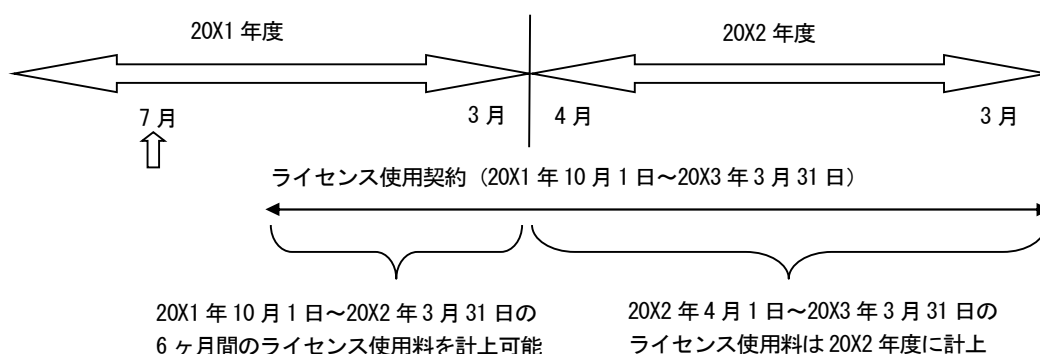 20X1 年度
20X2 年度
7 月
3 月
4 月
3 月
ライセンス使用契約（20X1 年 10 月 1 日～20X3 年 3 月 31 日）
20X1 年 10 月 1 日～20X2 年 3 月 31 日の
6 ヶ月間のライセンス使用料を計上可能
20X2 年 4 月 1 日～20X3 年 3 月 31 日の
ライセンス使用料は 20X2 年度に計上